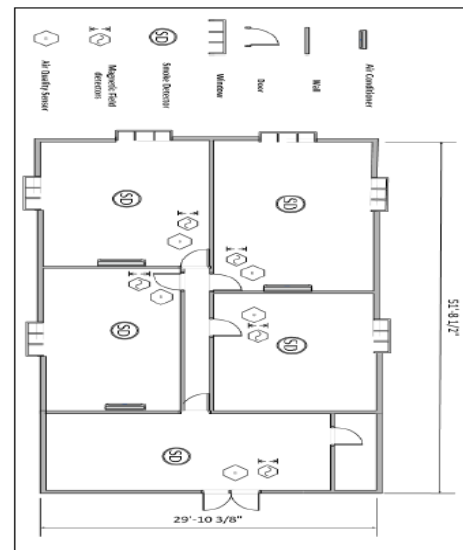 Air Quality Sensor
Magnetic Field
detectors
SD
Smoke Detector
Window
Door
Wall
Air Conditioner
SD
SD
SD
SD
SD
51'-8 1/2"
29'-10 3/8"